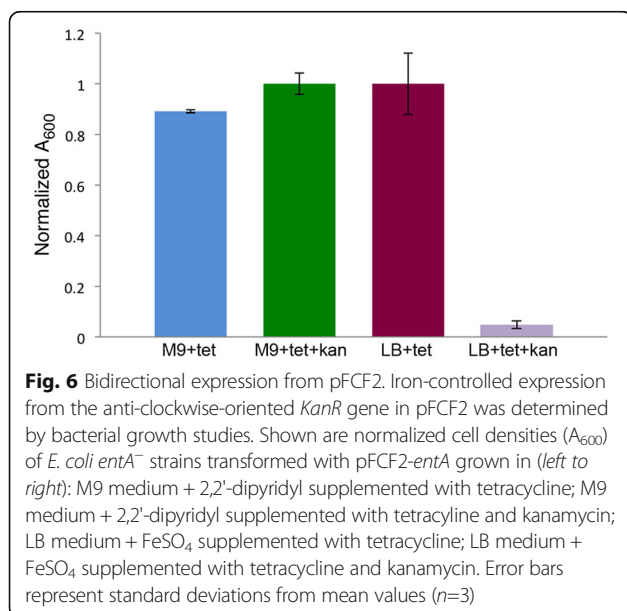 1.2
1
0.8
0.6
0.4
0.2
0
Normalized A600
M9+tet M9+tet+kan LB+tet LB+tet+kan
Fig. 6 Bidirectional expression from pFCF2. Iron-controlled expression
from the anti-clockwise-oriented KanR gene in pFCF2 was determined
by bacterial growth studies. Shown are normalized cell densities (A600)
of E. coli entA− strains transformed with pFCF2-entA grown in (left to
right): M9 medium + 2,2'-dipyridyl supplemented with tetracycline; M9
medium + 2,2'-dipyridyl supplemented with tetracyline and kanamycin;
LB medium + FeSO4 supplemented with tetracycline; LB medium +
FeSO4 supplemented with tetracycline and kanamycin. Error bars
represent standard deviations from mean values (n=3)